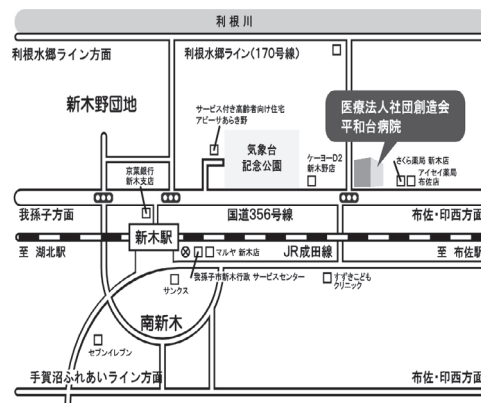 利根川
利根水郷ライン方面
利根水郷ライン(170号線)
新木野団地
サービス付き高齢者向け住宅
アビーサあらき野
医療法人社団創造会
平和台病院
気象台
記念公園
ケーヨーD2
新木野店
さくら薬局 新木店
アイセイ薬局
布佐店
京葉銀行
新木支店
我孫子方面
国道356号線
布佐・印西方面
新木駅
至 湖北駅
マルヤ 新木店
JR成田線
至 布佐駅
我孫子市新木行政 サービスセンター
サンクス
すずきこども
クリニック
南新木
セブンイレブン
手賀沼ふれあいライン方面
布佐・印西方面